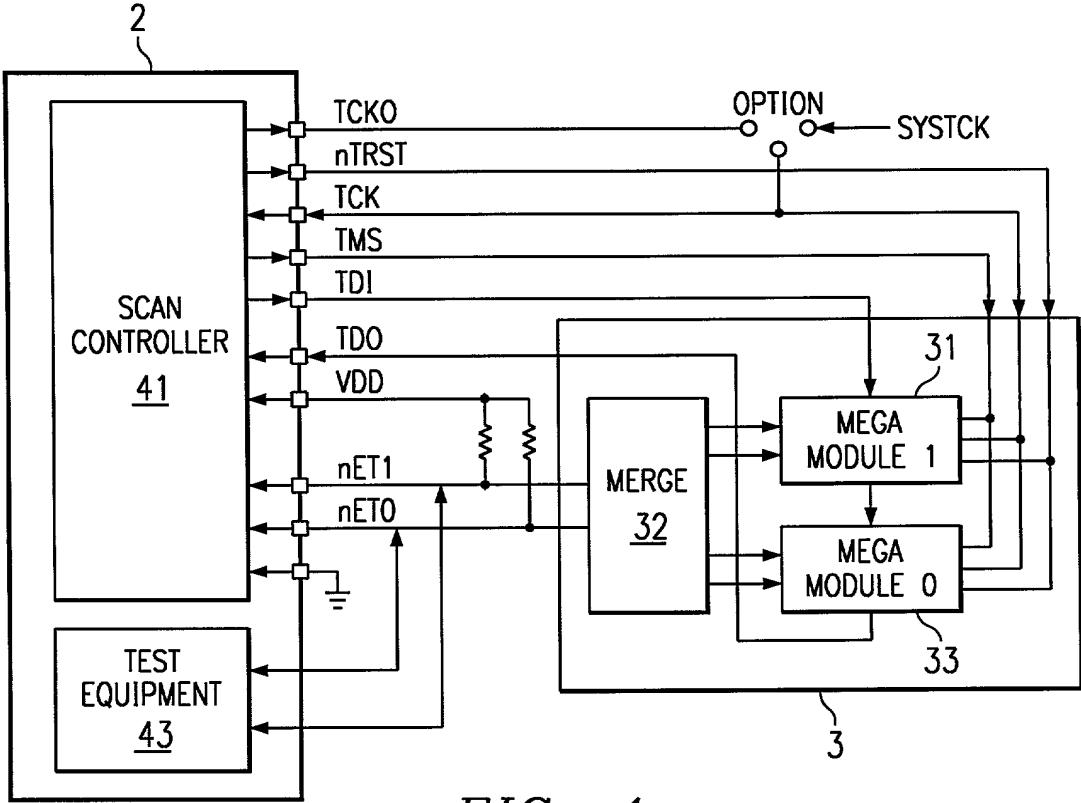 2
TCKO
OPTION
SYSTCK
nTRST
TCK
TMS
TDI
SCAN
CONTROLLER
41
TDO
VDD
31
MEGA
MODULE 1
MERGE
32
nET1
nET0
MEGA
MODULE 0
33
TEST
EQUIPMENT
43
3